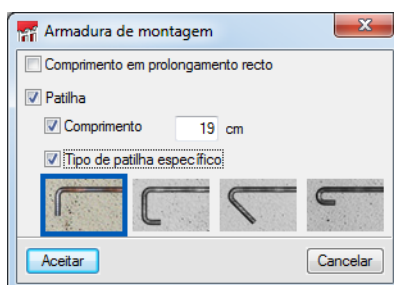 Armadura de montagem
Comprimento em prolongamento recto
Patilha
Comprimento 19 cm
Tipo de patilha específico
Aceitar Cancelar